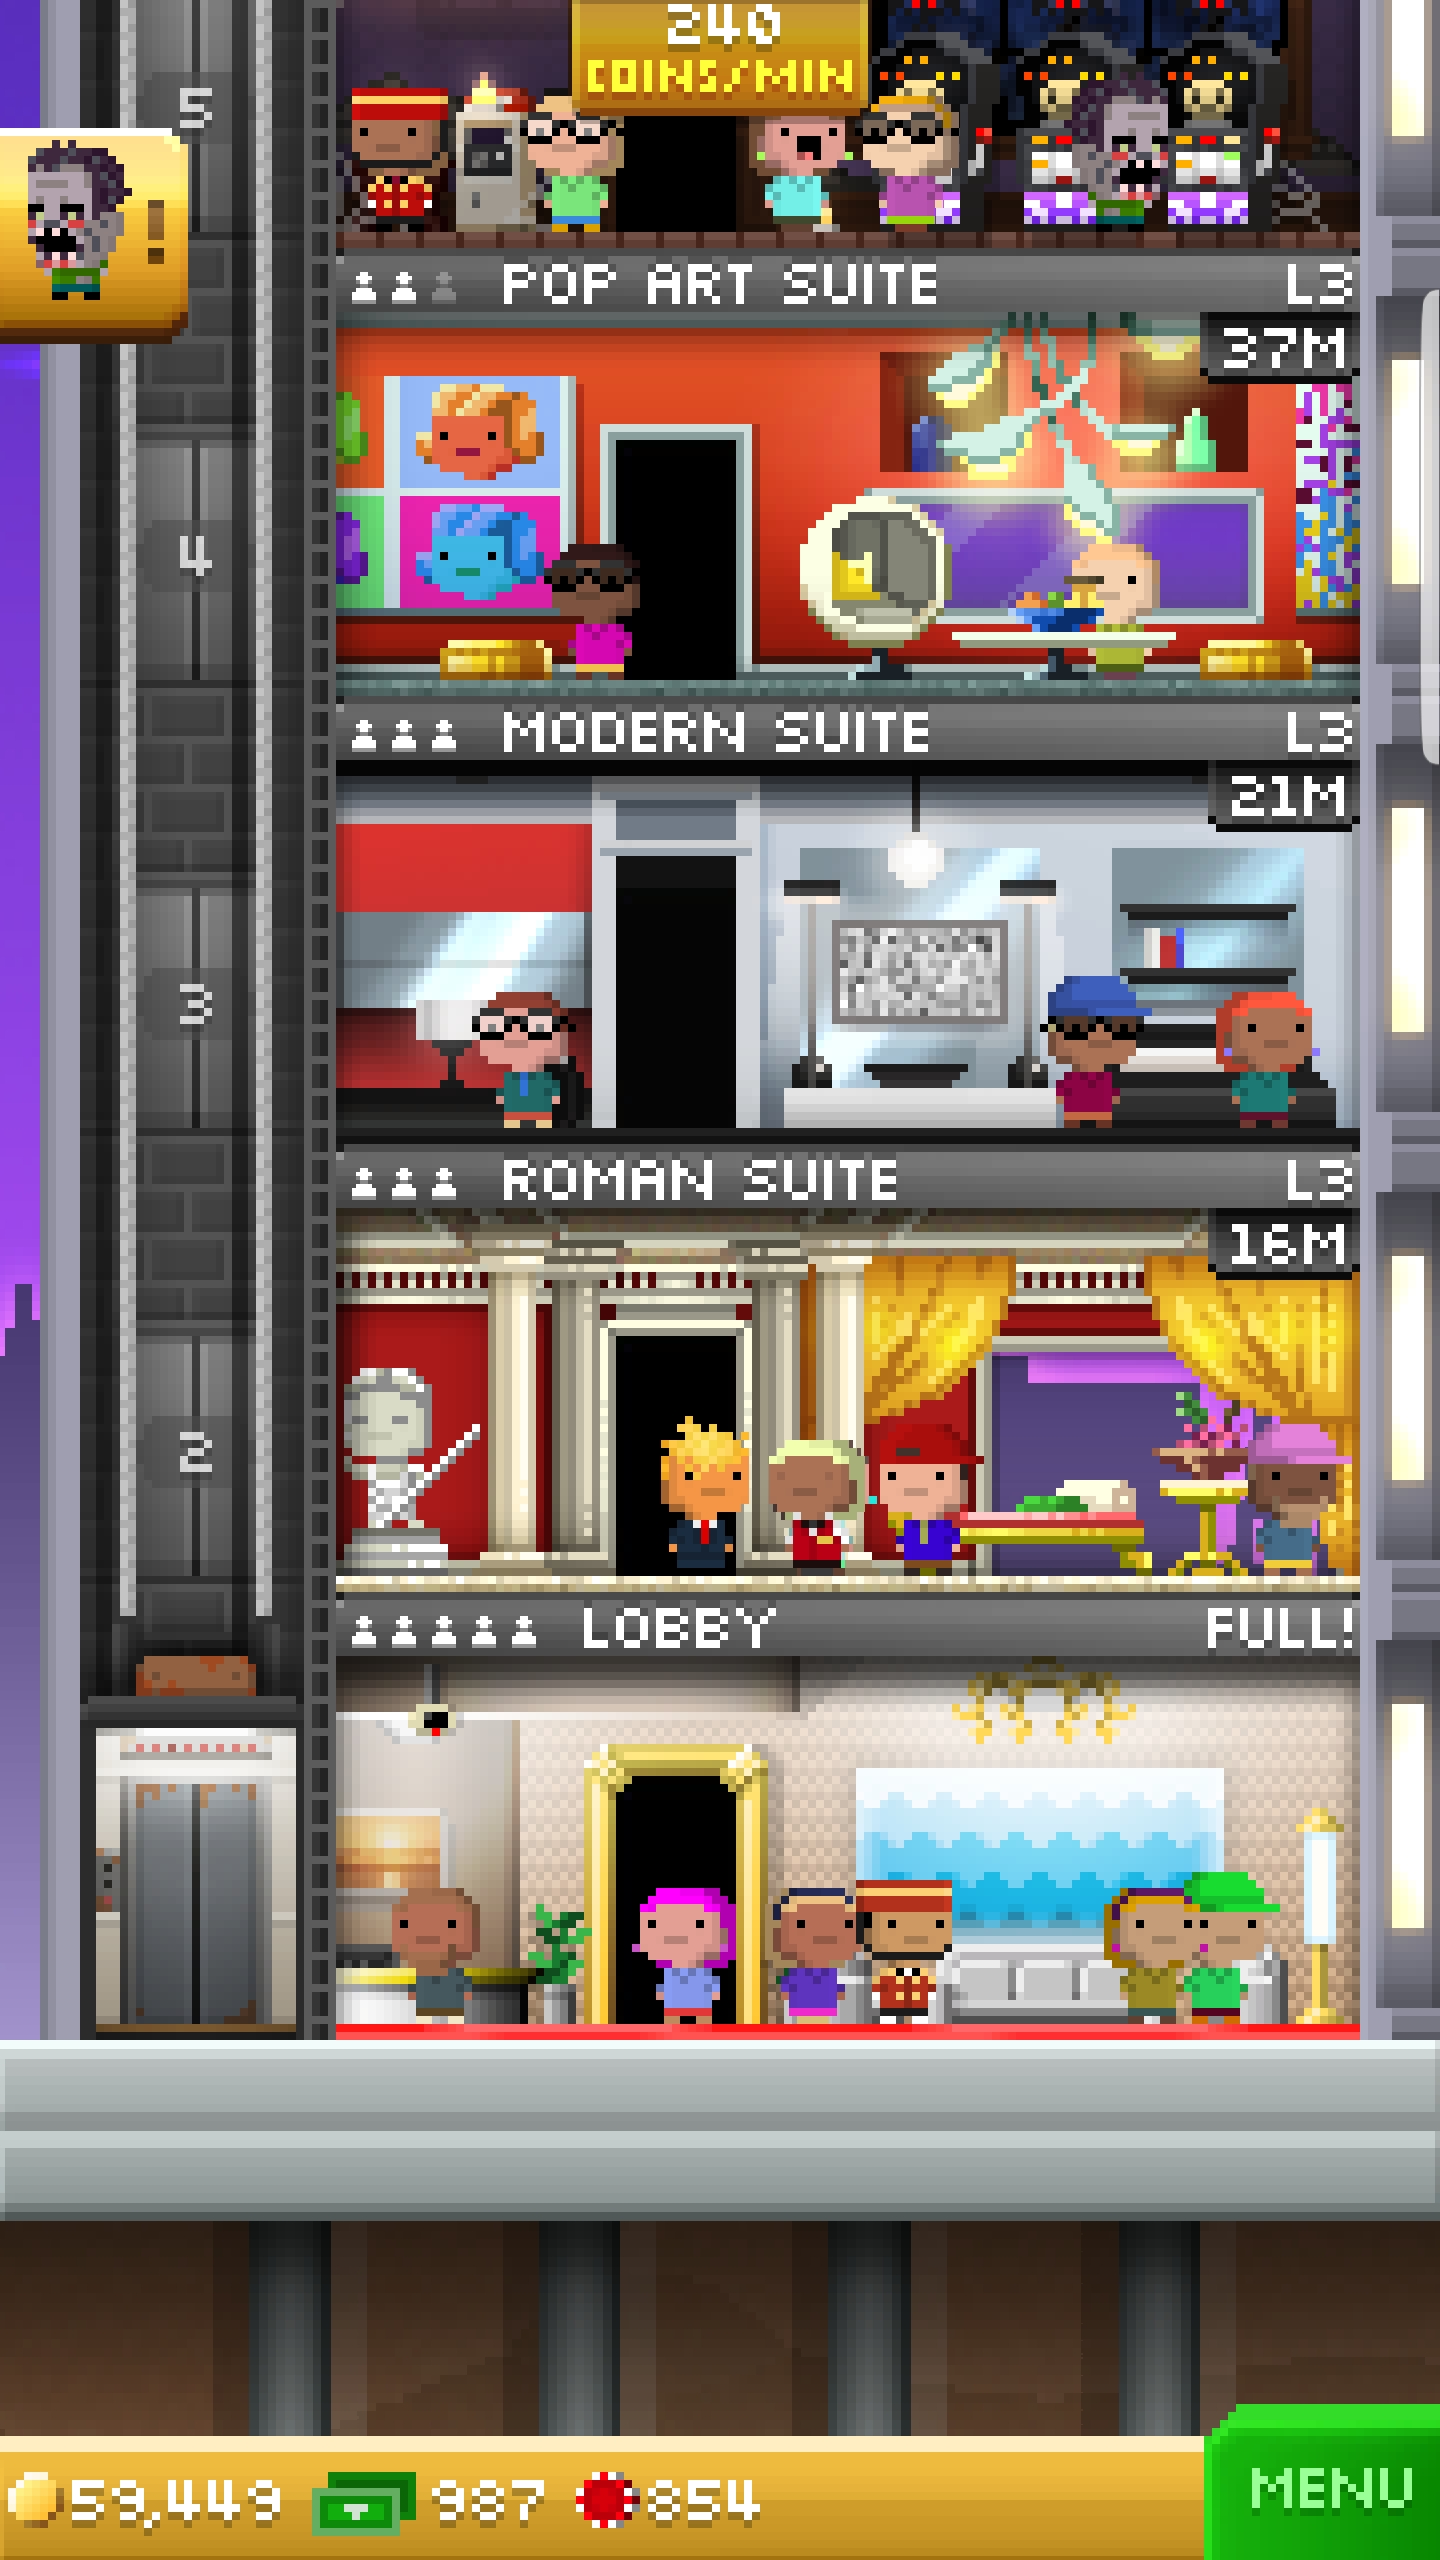 240
COINS/MIN
5
!
POP ART SUITE L3
37M
4
MODERN SUITE L3
21M
3
ROMAN SUITE L3
16M
2
LOBBY FULL!
59,449 987 854
MENU